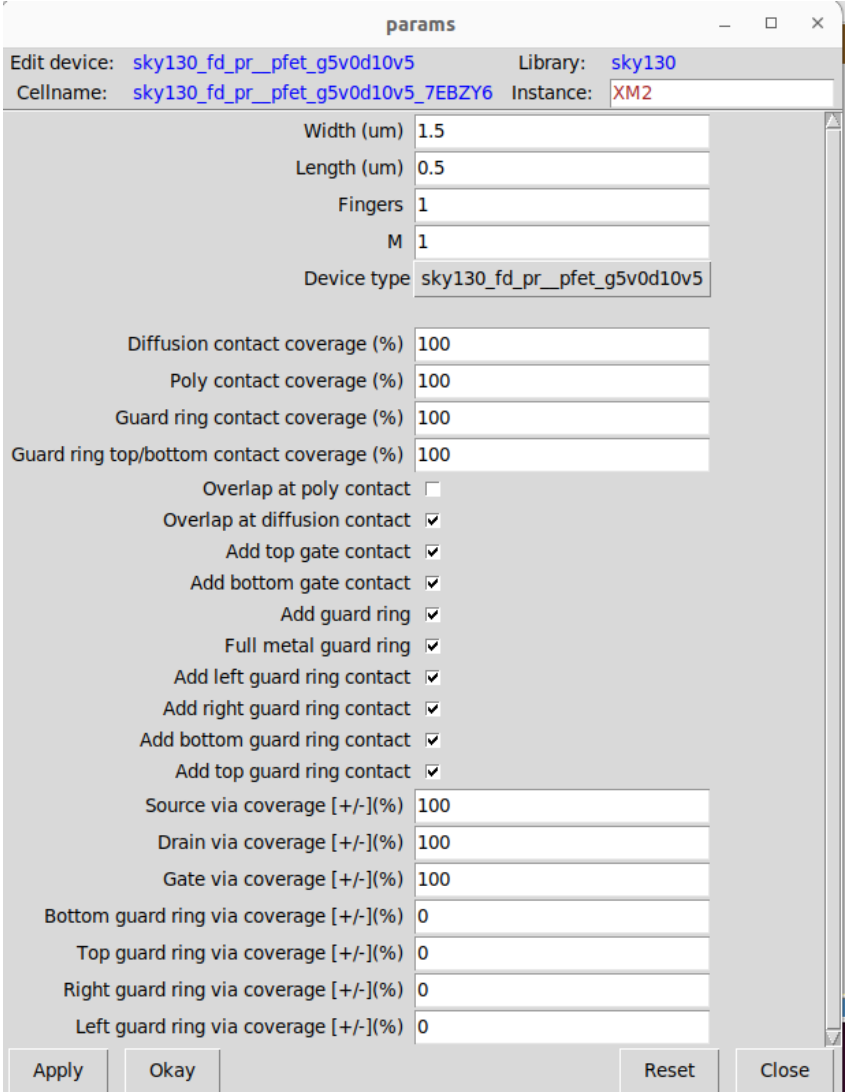 params
Edit device: sky130_fd_pr__pfet_g5v0d10v5 Library: sky130
Cellname: sky130_fd_pr__pfet_g5v0d10v5_7EBZY6 Instance: XM2
Width (um) 1.5
Length (um) 0.5
Fingers 1
M 1
Device type sky130_fd_pr__pfet_g5v0d10v5
Diffusion contact coverage (%) 100
Poly contact coverage (%) 100
Guard ring contact coverage (%) 100
Guard ring top/bottom contact coverage (%) 100
Overlap at poly contact
Overlap at diffusion contact
Add top gate contact
Add bottom gate contact
Add guard ring
Full metal guard ring
Add left guard ring contact
Add right guard ring contact
Add bottom guard ring contact
Add top guard ring contact
Source via coverage [+/-](%) 100
Drain via coverage [+/-](%) 100
Gate via coverage [+/-](%) 100
Bottom guard ring via coverage [+/-](%) 0
Top guard ring via coverage [+/-](%) 0
Right guard ring via coverage [+/-](%) 0
Left guard ring via coverage [+/-](%) 0
Apply Okay Reset Close